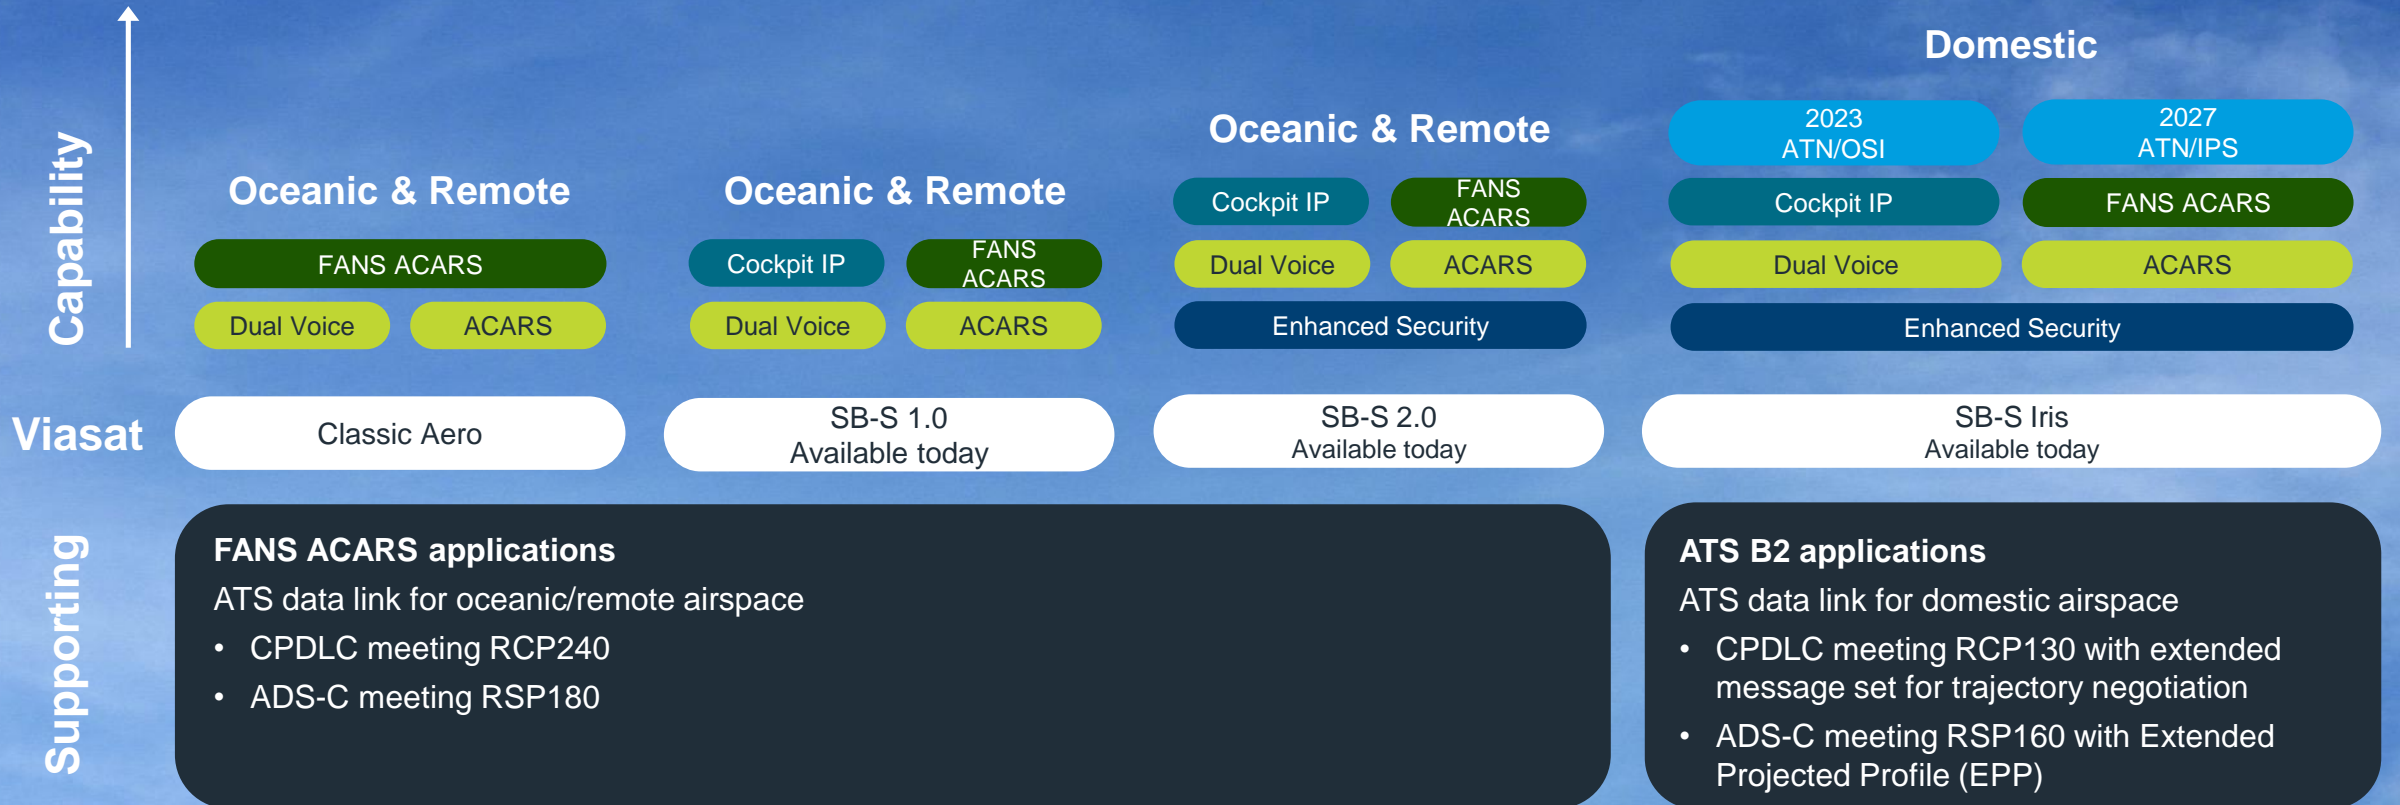 Capability
Oceanic & Remote
FANS ACARS
Dual Voice
ACARS
Oceanic & Remote
Cockpit IP
FANS
ACARS
Dual Voice
ACARS
Oceanic & Remote
Cockpit IP
FANS
ACARS
Dual Voice
ACARS
Enhanced Security
Domestic
2023
ATN/OSI
2027
ATN/IPS
Cockpit IP
FANS ACARS
Dual Voice
ACARS
Enhanced Security
Viasat
Classic Aero
SB-S 1.0
Available today
SB-S 2.0
Available today
SB-S Iris
Available today
Supporting
FANS ACARS applications
ATS data link for oceanic/remote airspace
• CPDLC meeting RCP240
• ADS-C meeting RSP180
ATS B2 applications
ATS data link for domestic airspace
• CPDLC meeting RCP130 with extended
message set for trajectory negotiation
• ADS-C meeting RSP160 with Extended
Projected Profile (EPP)